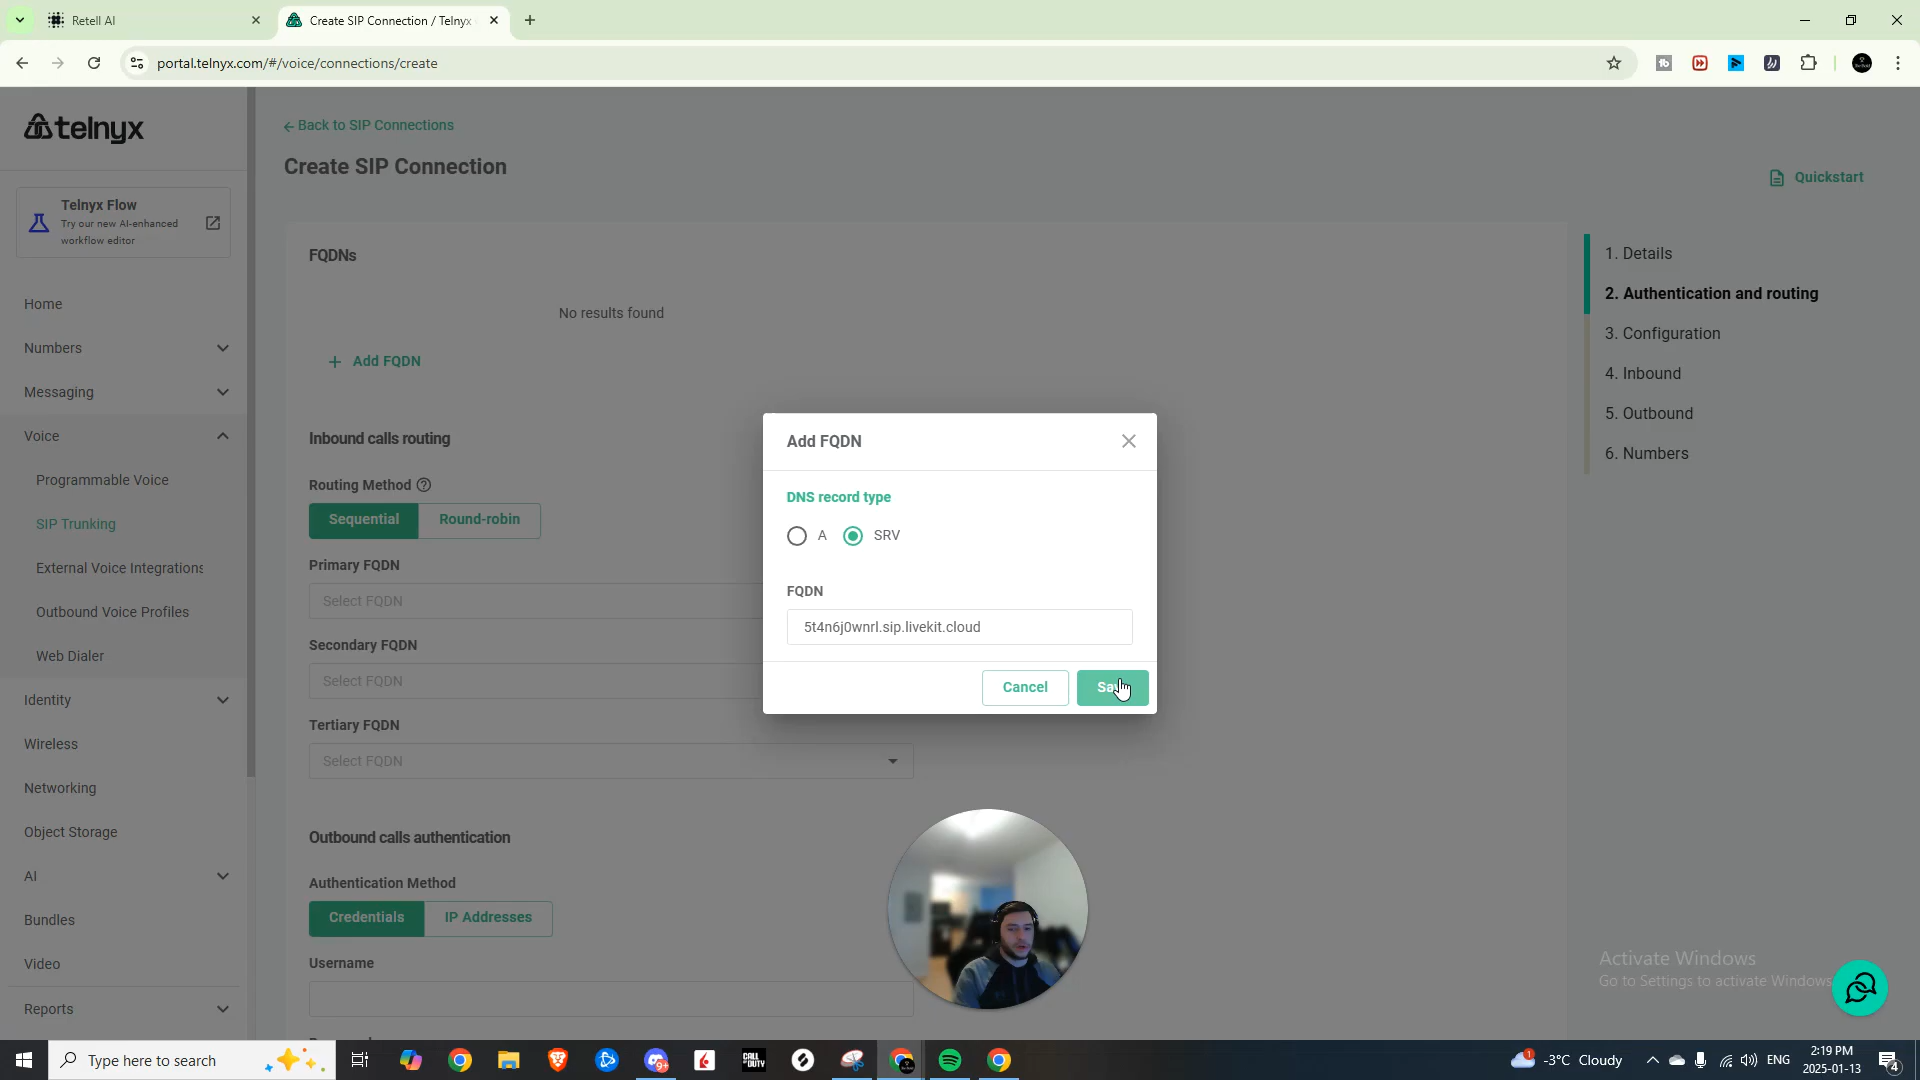 Retell AI
Create SIP Connection / Telnyx
portal.telnyx.com/#/voice/connections/create
telnyx
Telnyx Flow
Try our new AI-enhanced
workflow editor
Home
Numbers
Messaging
Voice
Programmable Voice
SIP Trunking
External Voice Integrations
Outbound Voice Profiles
Web Dialer
Identity
Wireless
Networking
Object Storage
AI
Bundles
Video
Reports
Back to SIP Connections
Create SIP Connection
Quickstart
FQDNs
No results found
+ Add FQDN
Inbound calls routing
Routing Method
Sequential
Round-robin
Primary FQDN
Select FQDN
Secondary FQDN
Select FQDN
Tertiary FQDN
Select FQDN
Outbound calls authentication
Authentication Method
Credentials
IP Addresses
Username
Add FQDN
DNS record type
A
SRV
FQDN
5t4n6j0wnrl.sip.livekit.cloud
Cancel
1. Details
2. Authentication and routing
3. Configuration
4. Inbound
5. Outbound
6. Numbers
Activate Windows
Go to Settings to activate Windows
Type here to search
9+
CALL OF DUTY
1
-3°C Cloudy
ENG
2:19 PM
2025-01-13
4